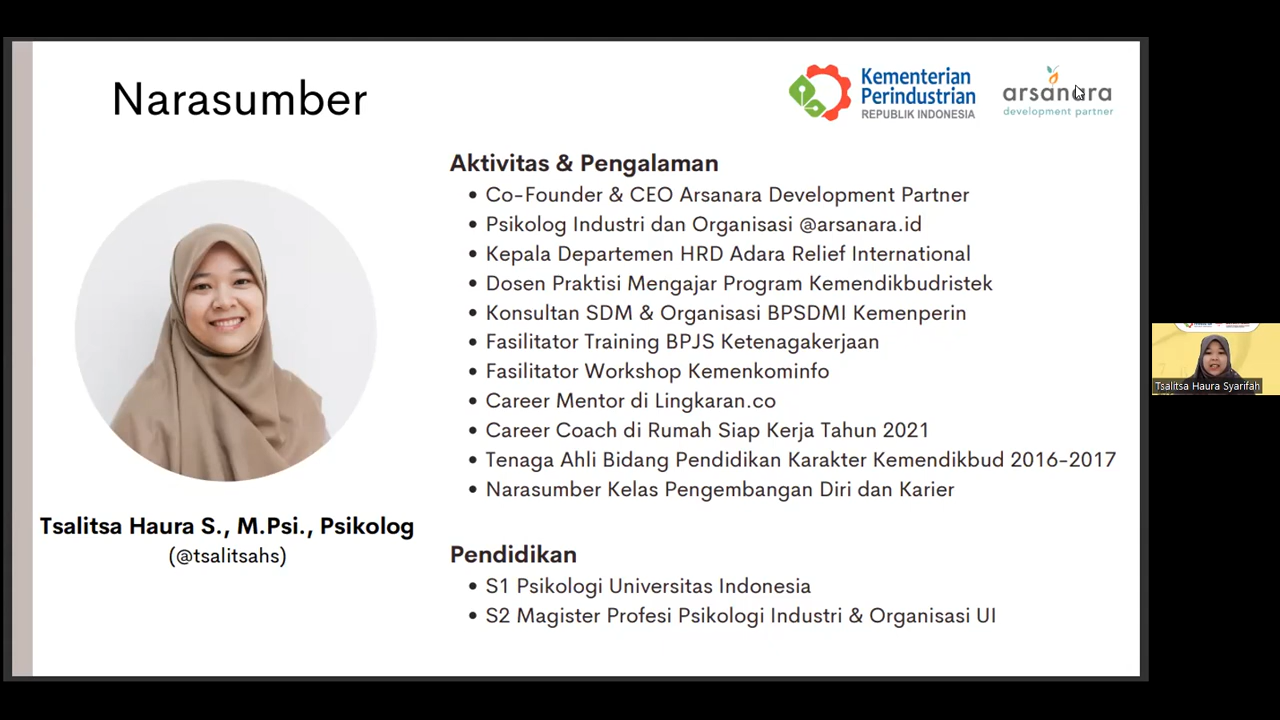 Narasumber
Kementerian
Perindustrian
REPUBLIK INDONESIA
arsanara
development partner
Aktivitas & Pengalaman
• Co-Founder & CEO Arsanara Development Partner
• Psikolog Industri dan Organisasi @arsanara.id
• Kepala Departemen HRD Adara Relief International
• Dosen Praktisi Mengajar Program Kemendikbudristek
• Konsultan SDM & Organisasi BPSDMI Kemenperin
• Fasilitator Training BPJS Ketenagakerjaan
• Fasilitator Workshop Kemenkominfo
• Career Mentor di Lingkaran.co
• Career Coach di Rumah Siap Kerja Tahun 2021
• Tenaga Ahli Bidang Pendidikan Karakter Kemendikbud 2016-2017
• Narasumber Kelas Pengembangan Diri dan Karier
Tsalitsa Haura S., M.Psi., Psikolog
(@tsalitsahs)
Pendidikan
• S1 Psikologi Universitas Indonesia
• S2 Magister Profesi Psikologi Industri & Organisasi UI
Tsalitsa Haura Syarifah